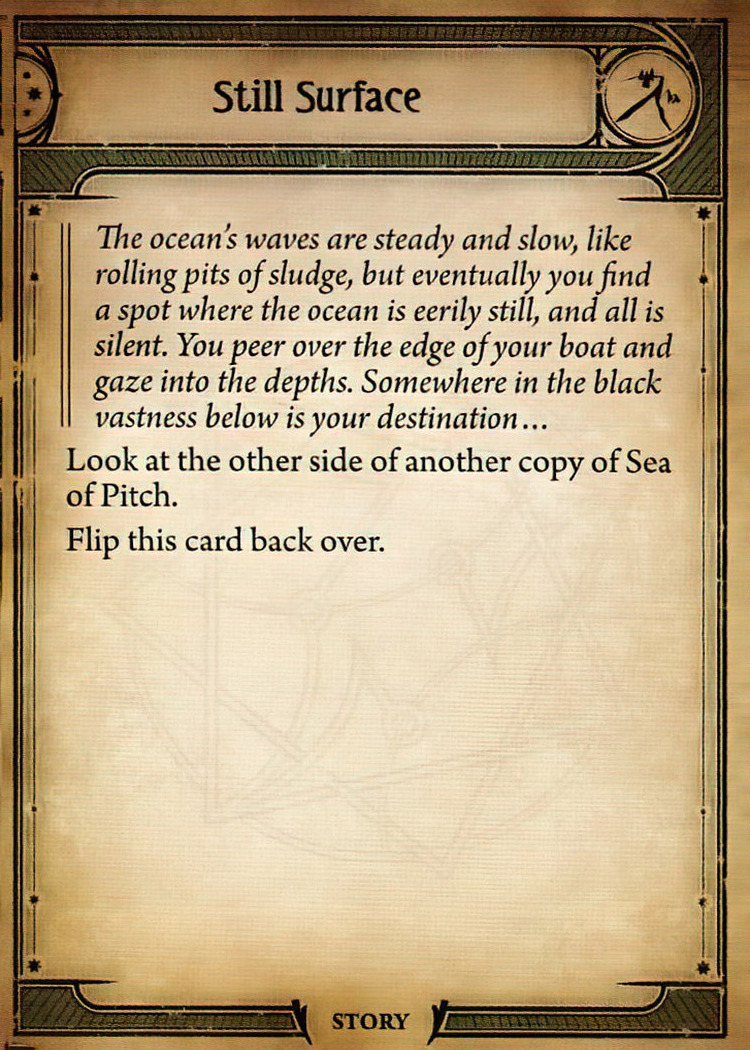 Still Surface
The ocean's waves are steady and slow, like
rolling pits of sludge, but eventually you find
a spot where the ocean is eerily still, and all is
silent. You peer over the edge of your boat and
gaze into the depths. Somewhere in the black
vastness below is your destination…
Look at the other side of another copy of Sea
of Pitch.
Flip this card back over.
STORY